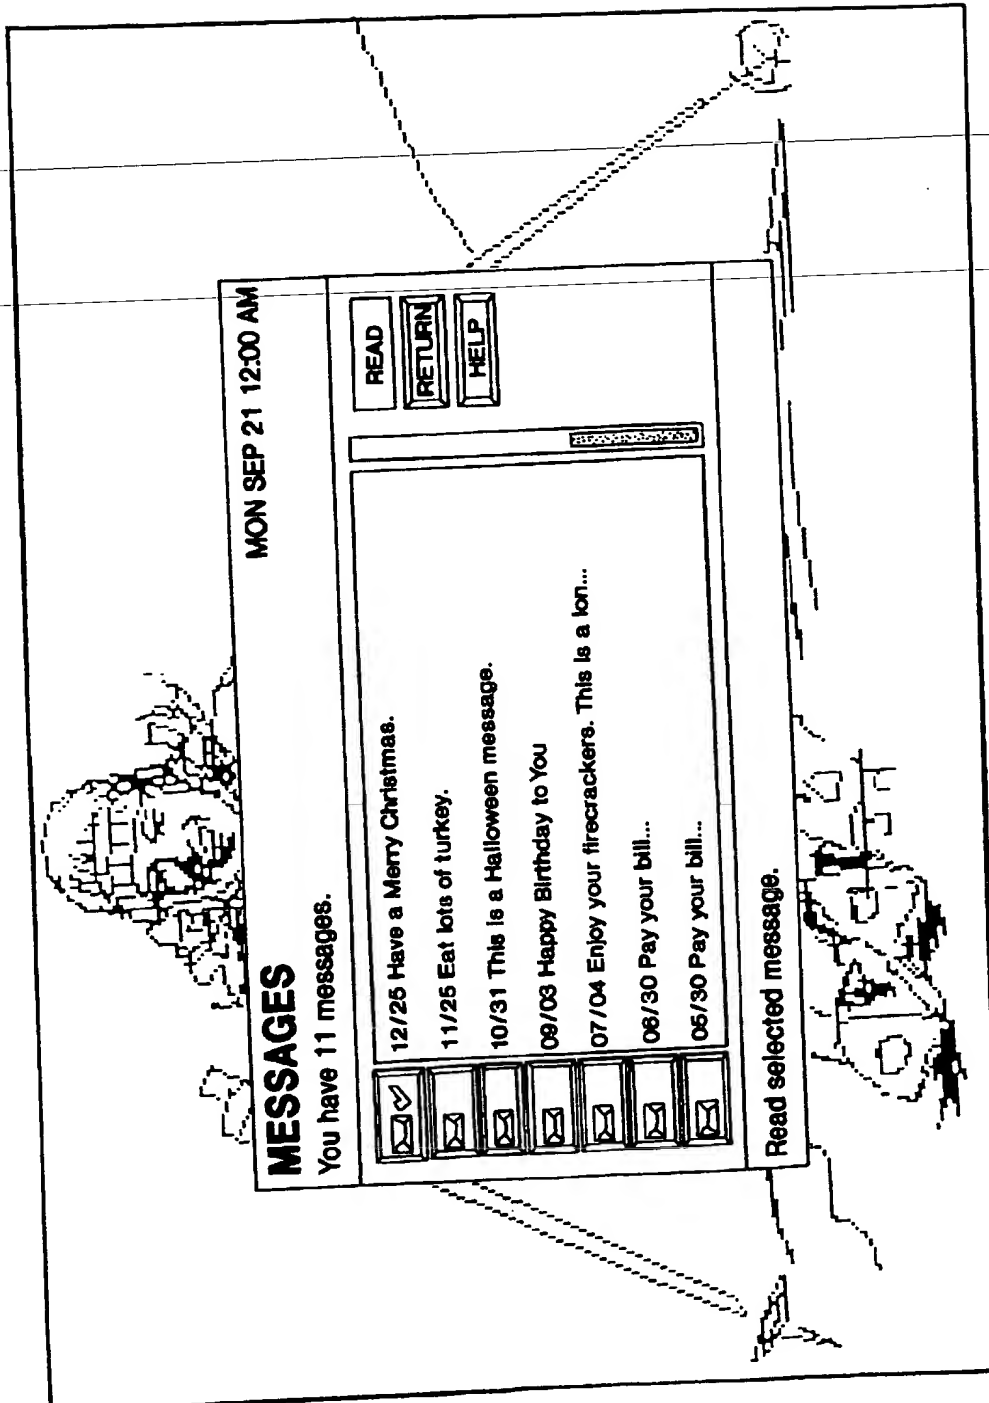 MESSAGES MON SEP 21 12:00 AM
You have 11 messages.
12/25 Have a Merry Christmas.
11/25 Eat lots of turkey.
10/31 This is a Halloween message.
09/03 Happy Birthday to You
07/04 Enjoy your firecrackers. This is a lon...
06/30 Pay your bill...
05/30 Pay your bill...
READ
RETURN
HELP
Read selected message.